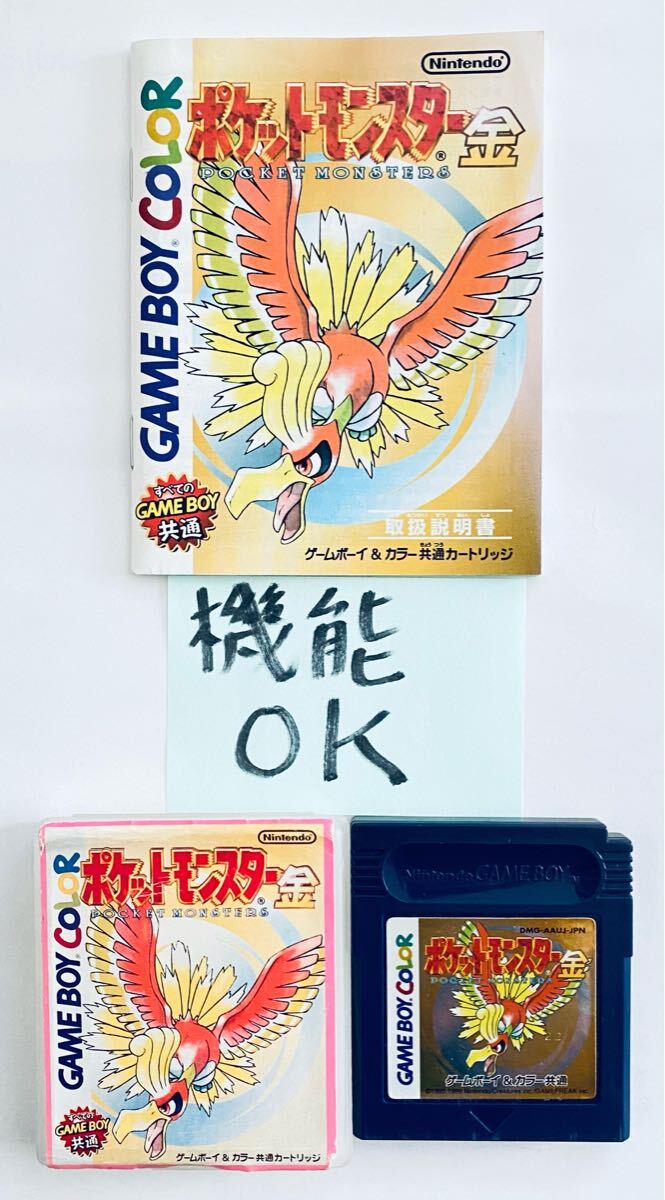 Nintendo®
GAME BOY® COLOR
ポケットモンスター®金
POCKET MONSTERS
すべての
GAME BOY
共通
取扱説明書
ゲームボーイ&カラー共通カートリッジ
機能
OK
Nintendo®
GAME BOY COLOR
ポケットモンスター®金
POCKET MONSTERS
すべての
GAME BOY
共通
ゲームボーイ&カラー共通カートリッジ
Nintendo GAME BOY
DMG-AAUJ-JPN
GAME BOY COLOR
ポケットモンスター金
POCKET MONSTERS
22
ゲームボーイ&カラー共通